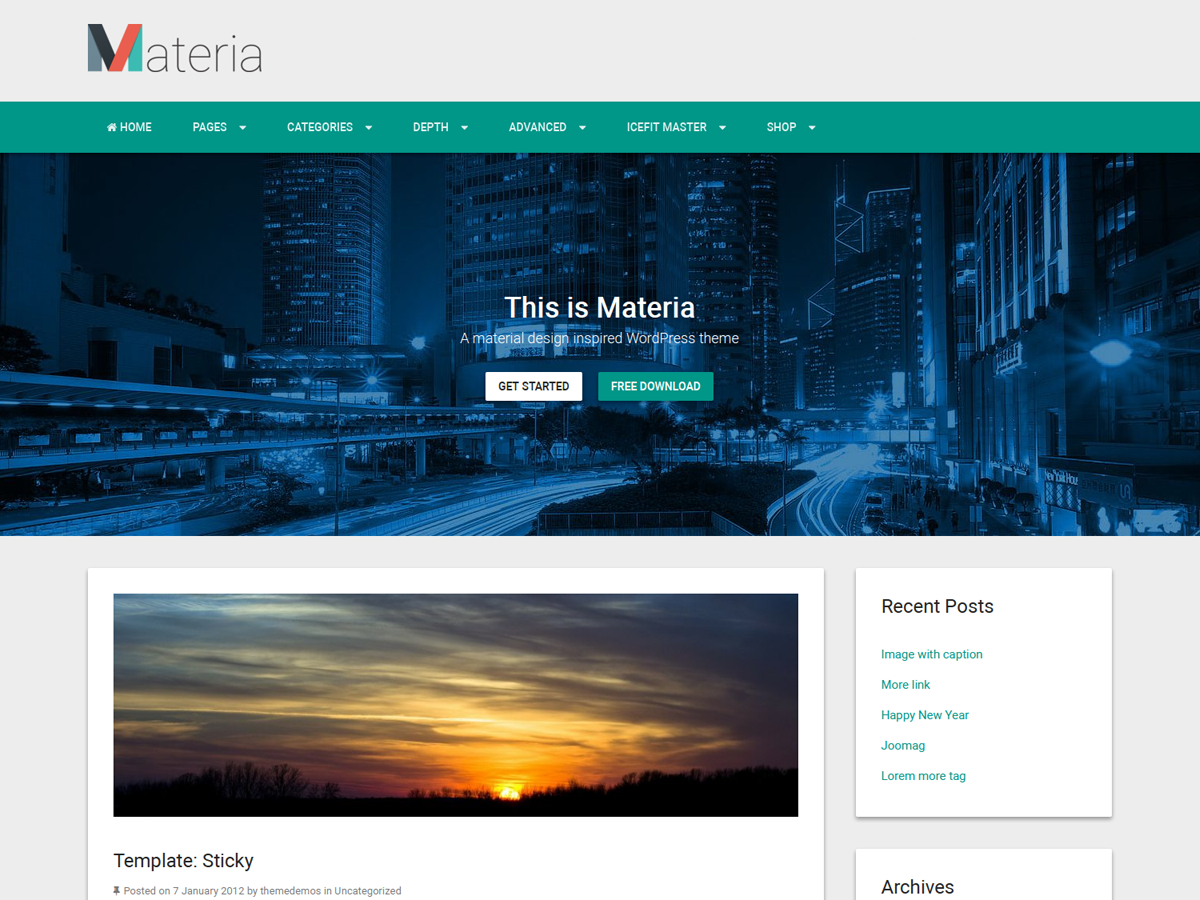 Materia
HOME PAGES CATEGORIES DEPTH ADVANCED ICEFIT MASTER SHOP
This is Materia
A material design inspired WordPress theme
GET STARTED FREE DOWNLOAD
Template: Sticky
Posted on 7 January 2012 by themedemos in Uncategorized
Recent Posts
Image with caption
More link
Happy New Year
Joomag
Lorem more tag
Archives